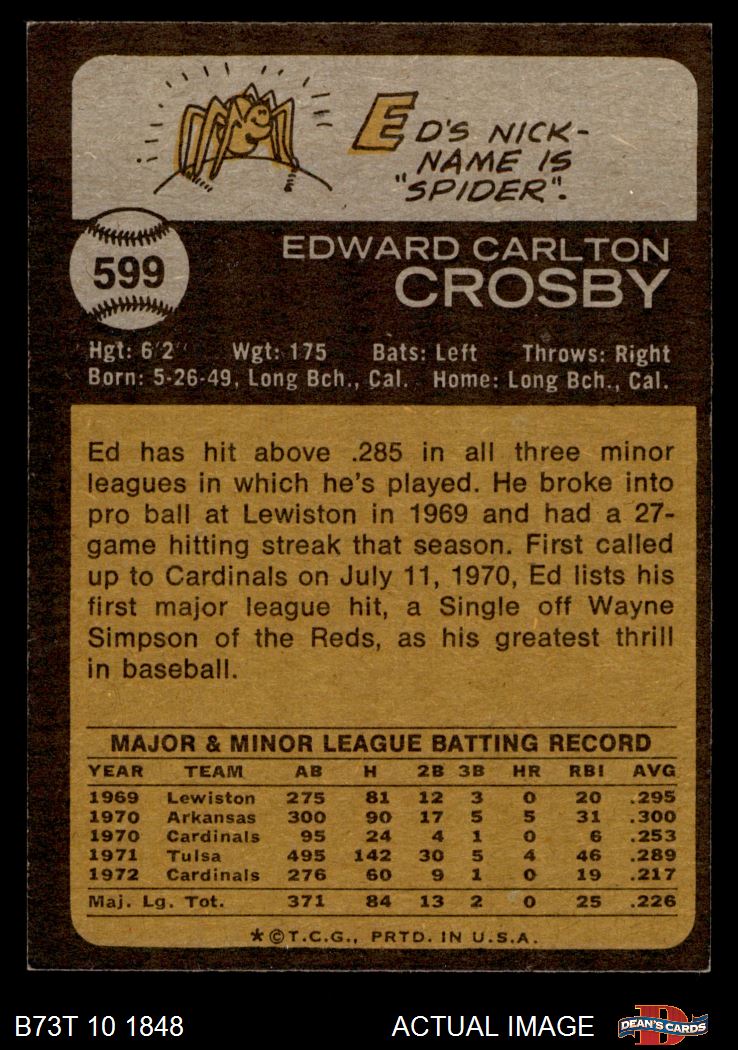 ED'S NICK-
NAME IS
"SPIDER".
599
EDWARD CARLTON
CROSBY
Hgt: 6'2" Wgt: 175 Bats: Left Throws: Right
Born: 5-26-49, Long Bch., Cal. Home: Long Bch., Cal.
Ed has hit above .285 in all three minor
leagues in which he's played. He broke into
pro ball at Lewiston in 1969 and had a 27-
game hitting streak that season. First called
up to Cardinals on July 11, 1970, Ed lists his
first major league hit, a Single off Wayne
Simpson of the Reds, as his greatest thrill
in baseball.
MAJOR & MINOR LEAGUE BATTING RECORD
YEAR TEAM AB H 2B 3B HR RBI AVG
1969 Lewiston 275 81 12 3 0 20 .295
1970 Arkansas 300 90 17 5 5 31 .300
1970 Cardinals 95 24 4 1 0 6 .253
1971 Tulsa 495 142 30 5 4 46 .289
1972 Cardinals 276 60 9 1 0 19 .217
Maj. Lg. Tot. 371 84 13 2 0 25 .226
*©T.C.G., PRTD. IN U.S.A.
B73T 10 1848 ACTUAL IMAGE
D
DEAN'S CARDS